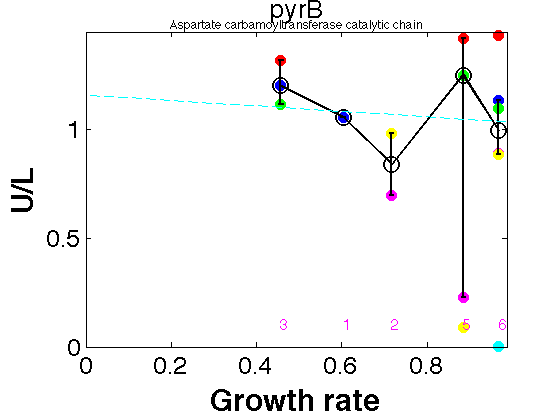 pyrB
Aspartate carbamoyltransferase catalytic chain
U/L
1
0.5
0
3 1 2 5 6
0 0.2 0.4 0.6 0.8
Growth rate